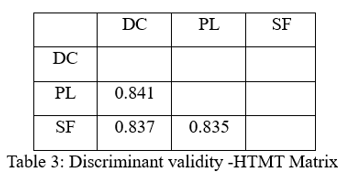 DC PL SF
DC
PL 0.841
SF 0.837 0.835
Table 3: Discriminant validity -HTMT Matrix